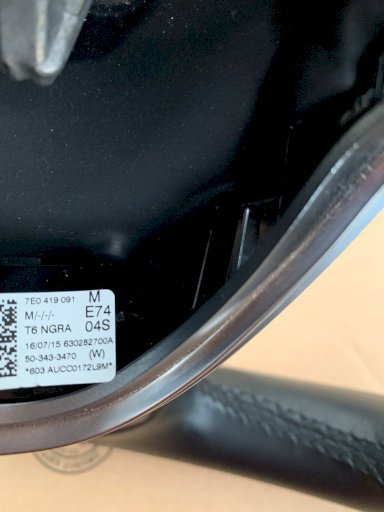 7E0 419 091 M
M/-/-/- E74
T6 NGRA 04S
16/07/15 630282700A
50-343-3470 (W)
*603 AUCC0172L9M*